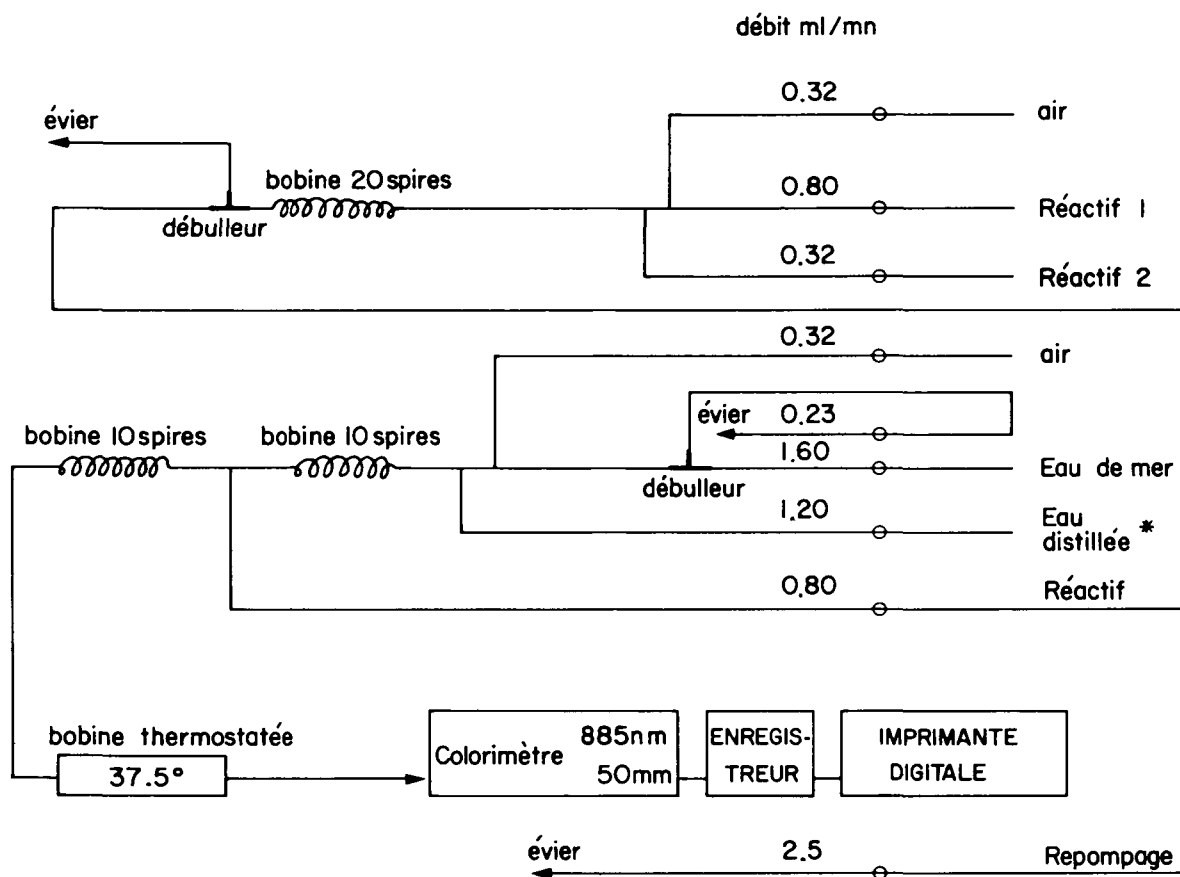 débit ml/mn
0.32
air
évier
bobine 20 spires
0.80
Réactif 1
débulleur
0.32
Réactif 2
0.32
air
évier
0.23
bobine 10 spires
bobine 10 spires
1.60
Eau de mer
débulleur
1.20
Eau
distillée *
0.80
Réactif
bobine thermostatée
37.5°
Colorimètre
885nm
50mm
ENREGIS-
TREUR
IMPRIMANTE
DIGITALE
évier
2.5
Repompage